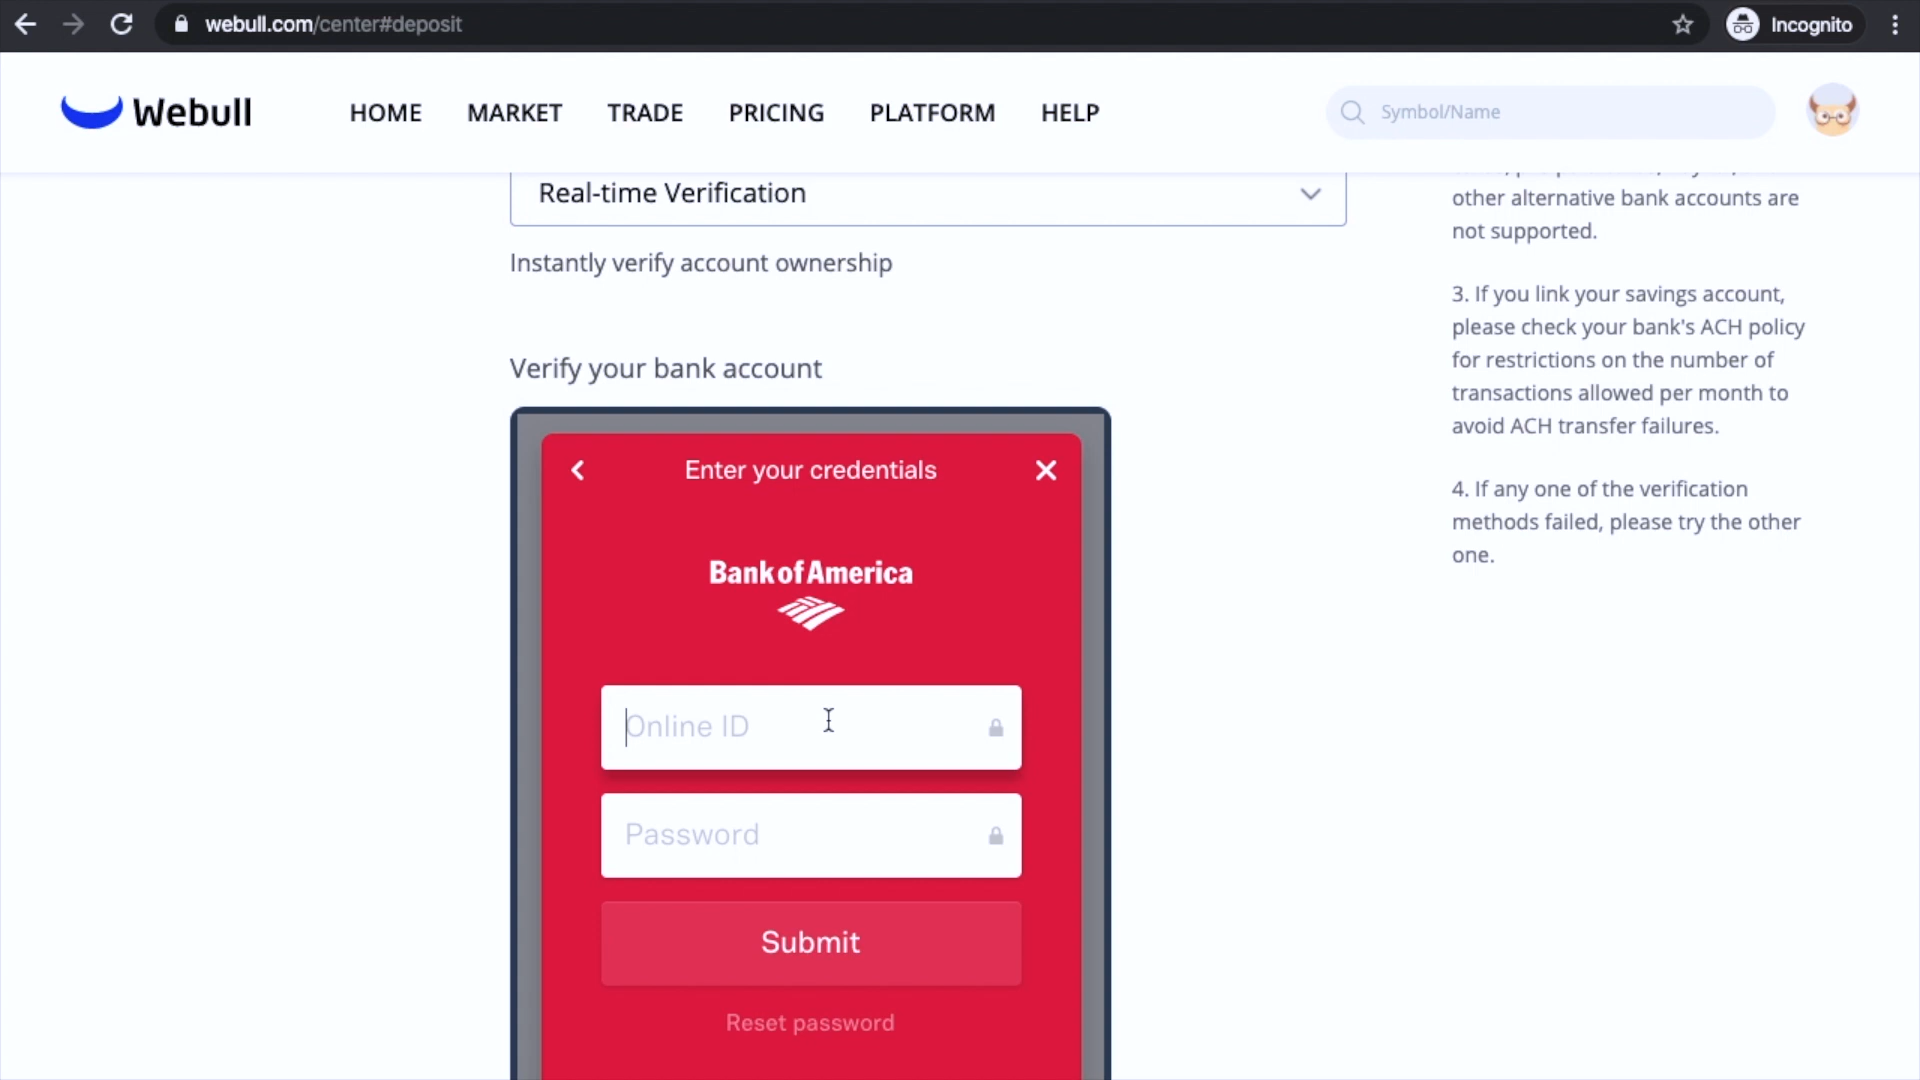 webull.com/center#deposit
Incognito
Webull
HOME
MARKET
TRADE
PRICING
PLATFORM
HELP
Symbol/Name
Real-time Verification
Instantly verify account ownership
Verify your bank account
Enter your credentials
Bank of America
Online ID
Password
Submit
Reset password
other alternative bank accounts are
not supported.
3. If you link your savings account,
please check your bank's ACH policy
for restrictions on the number of
transactions allowed per month to
avoid ACH transfer failures.
4. If any one of the verification
methods failed, please try the other
one.